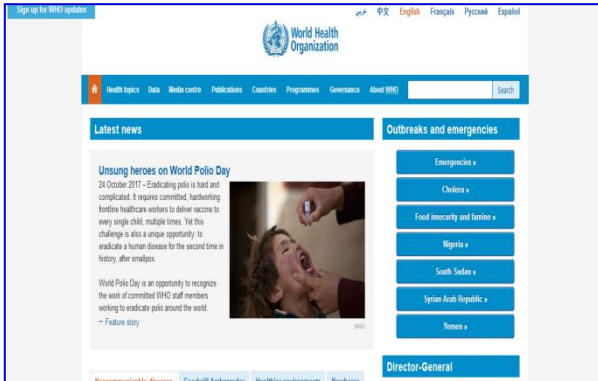 Sign up for WHO updates
عربي 中文 English Français Русский Español
World Health
Organization
Health topics Data Media centre Publications Countries Programmes Governance About WHO Search
Latest news
Unsung heroes on World Polio Day
24 October 2017 – Eradicating polio is hard and
complicated. It requires committed, hardworking
frontline healthcare workers to deliver vaccine to
every single child, multiple times. Yet this
challenge is also a unique opportunity: to
eradicate a human disease for the second time in
history, after smallpox.
World Polio Day is an opportunity to recognize
the work of committed WHO staff members
working to eradicate polio around the world.
– Feature story
WHO
Outbreaks and emergencies
Emergencies »
Cholera »
Food insecurity and famine »
Nigeria »
South Sudan »
Syrian Arab Republic »
Yemen »
Director-General
Noncommunicable diseases Goodwill Ambassador Healthier environments Newborns